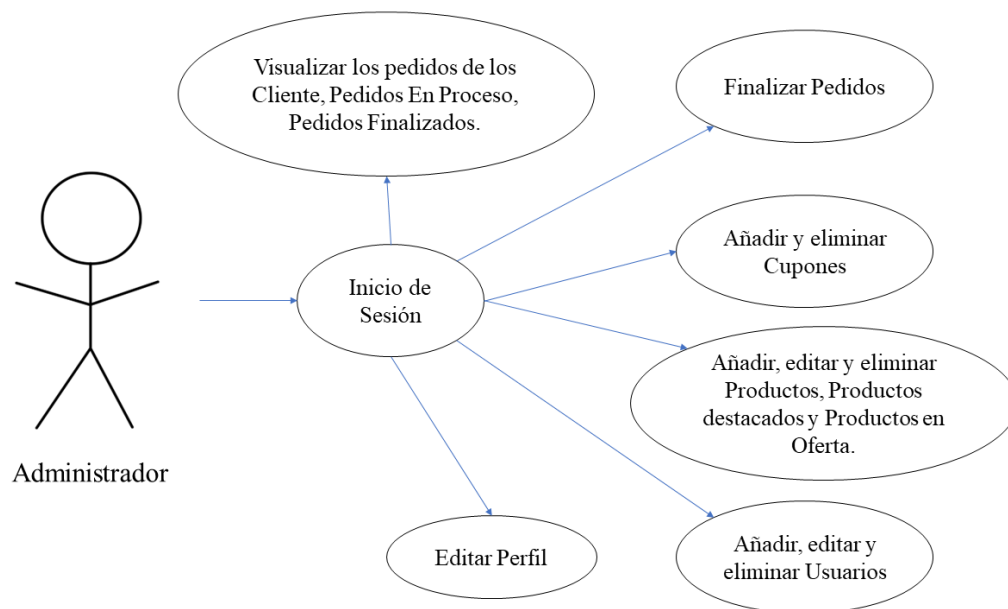 Visualizar los pedidos de los
Cliente, Pedidos En Proceso,
Pedidos Finalizados.
Finalizar Pedidos
Añadir y eliminar
Cupones
Inicio de
Sesión
Añadir, editar y eliminar
Productos, Productos
destacados y Productos en
Oferta.
Administrador
Editar Perfil
Añadir, editar y
eliminar Usuarios